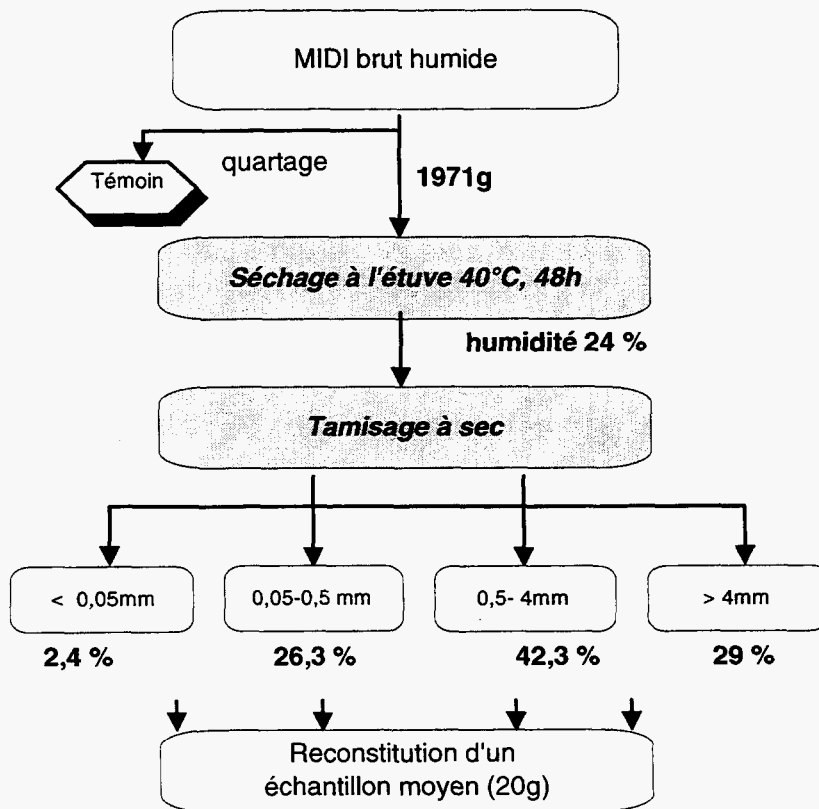 MIDI brut humide
quartage
Témoin
1971g
Séchage à l'étuve 40°C, 48h
humidité 24 %
Tamisage à sec
< 0,05mm
0,05-0,5 mm
0,5- 4mm
> 4mm
2,4 %
26,3 %
42,3 %
29 %
Reconstitution d'un
échantillon moyen (20g)